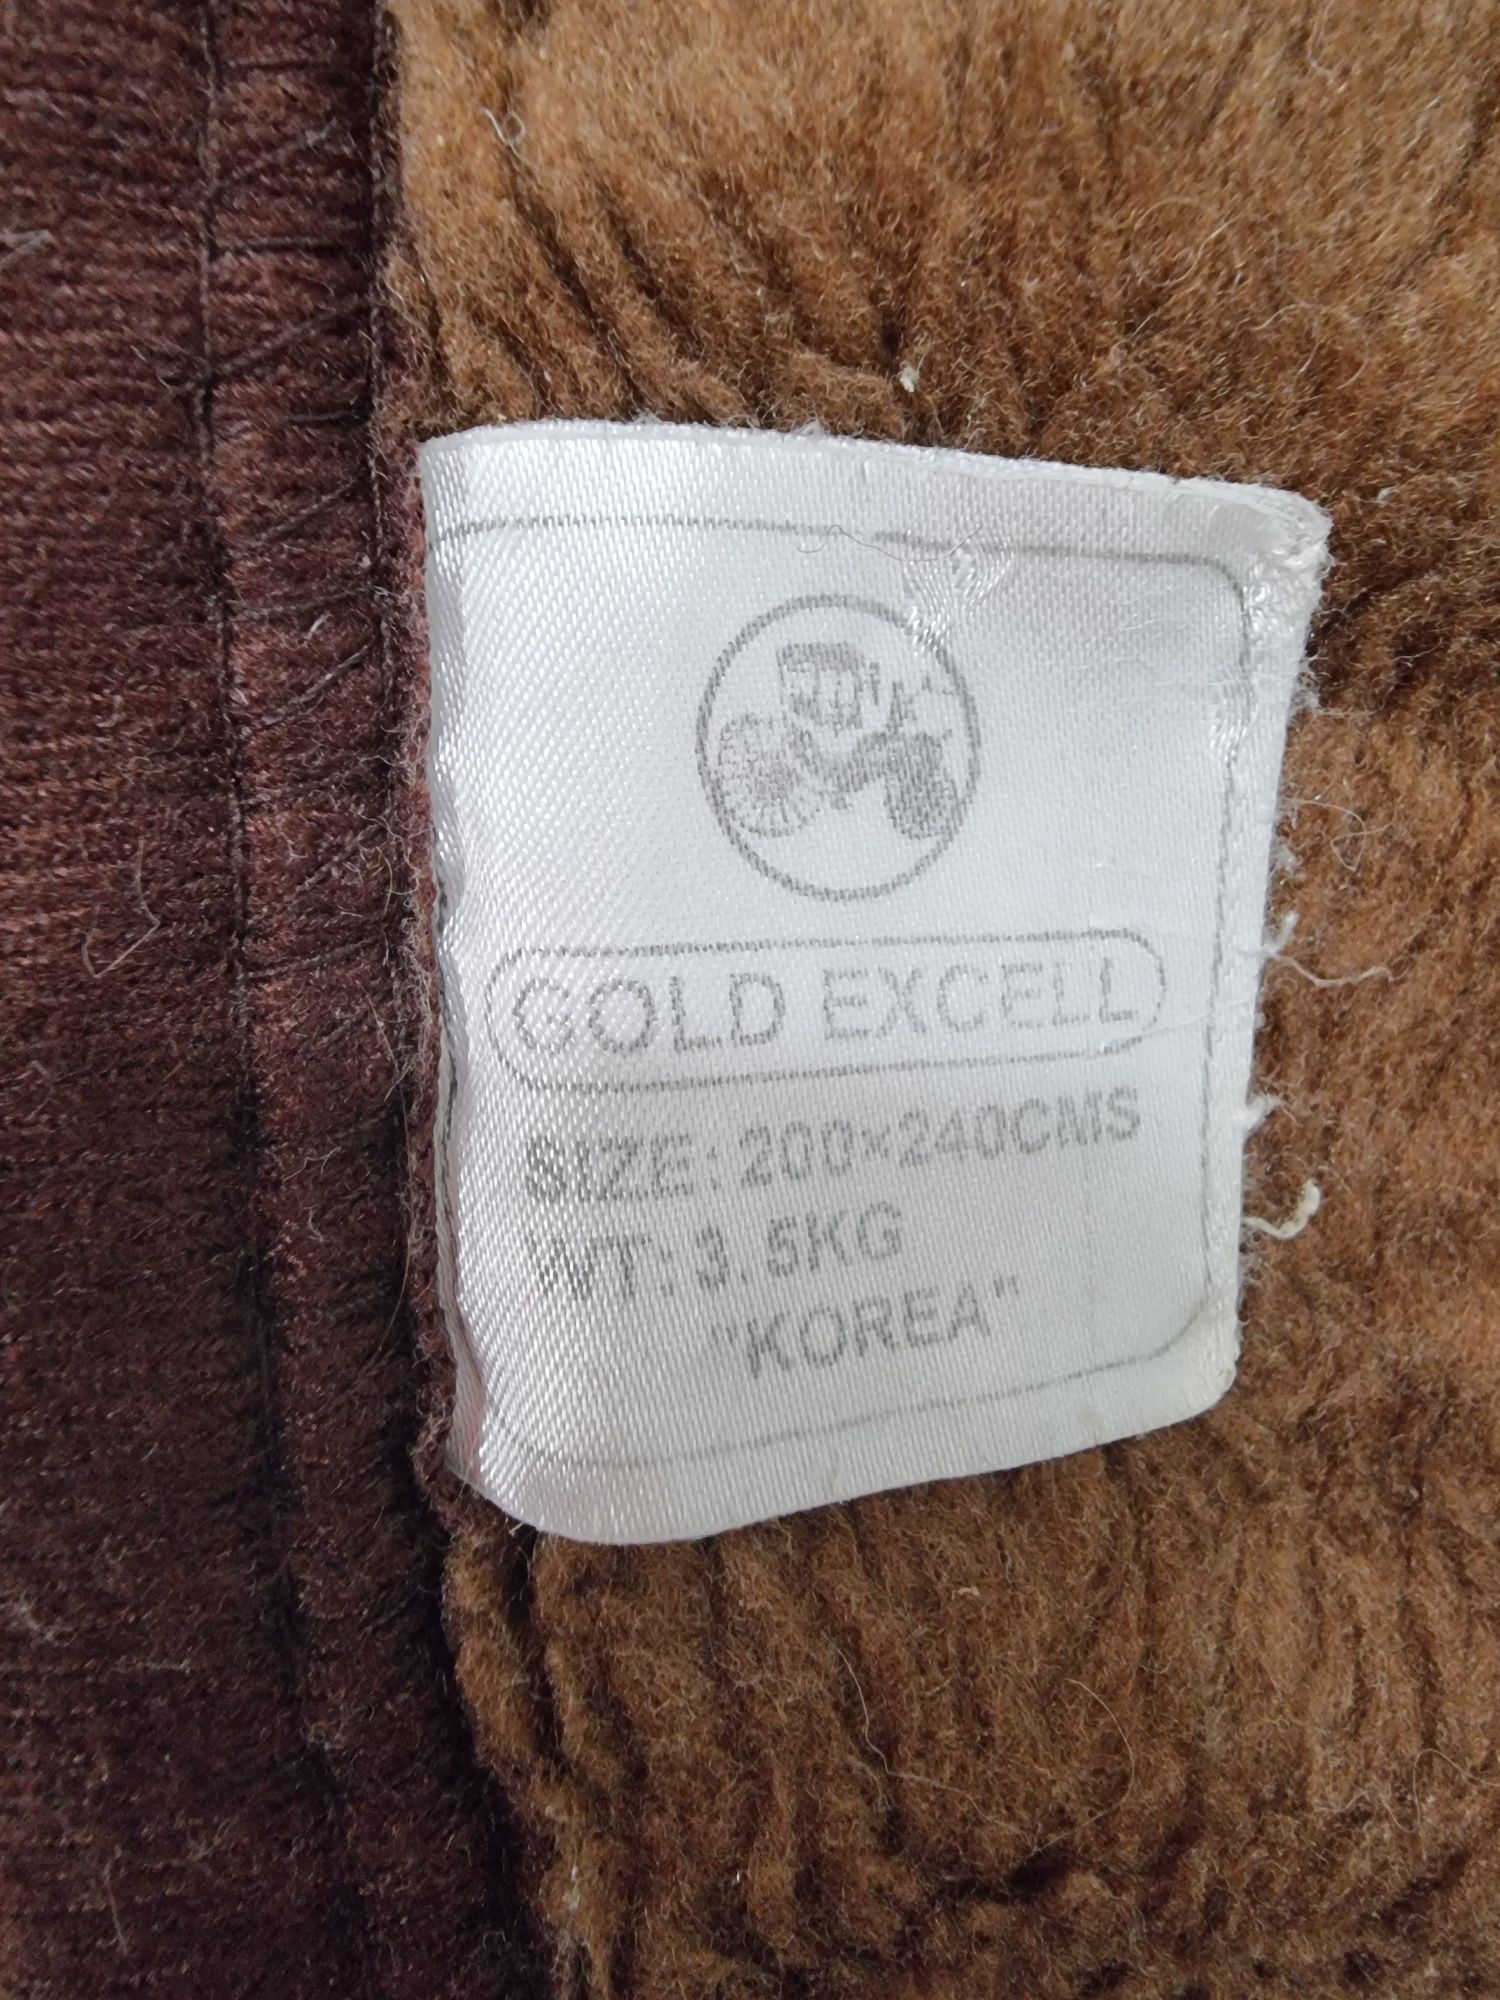 GOLD EXCELL
SIZE:200×240CMS
WT:3.5KG
"KOREA"